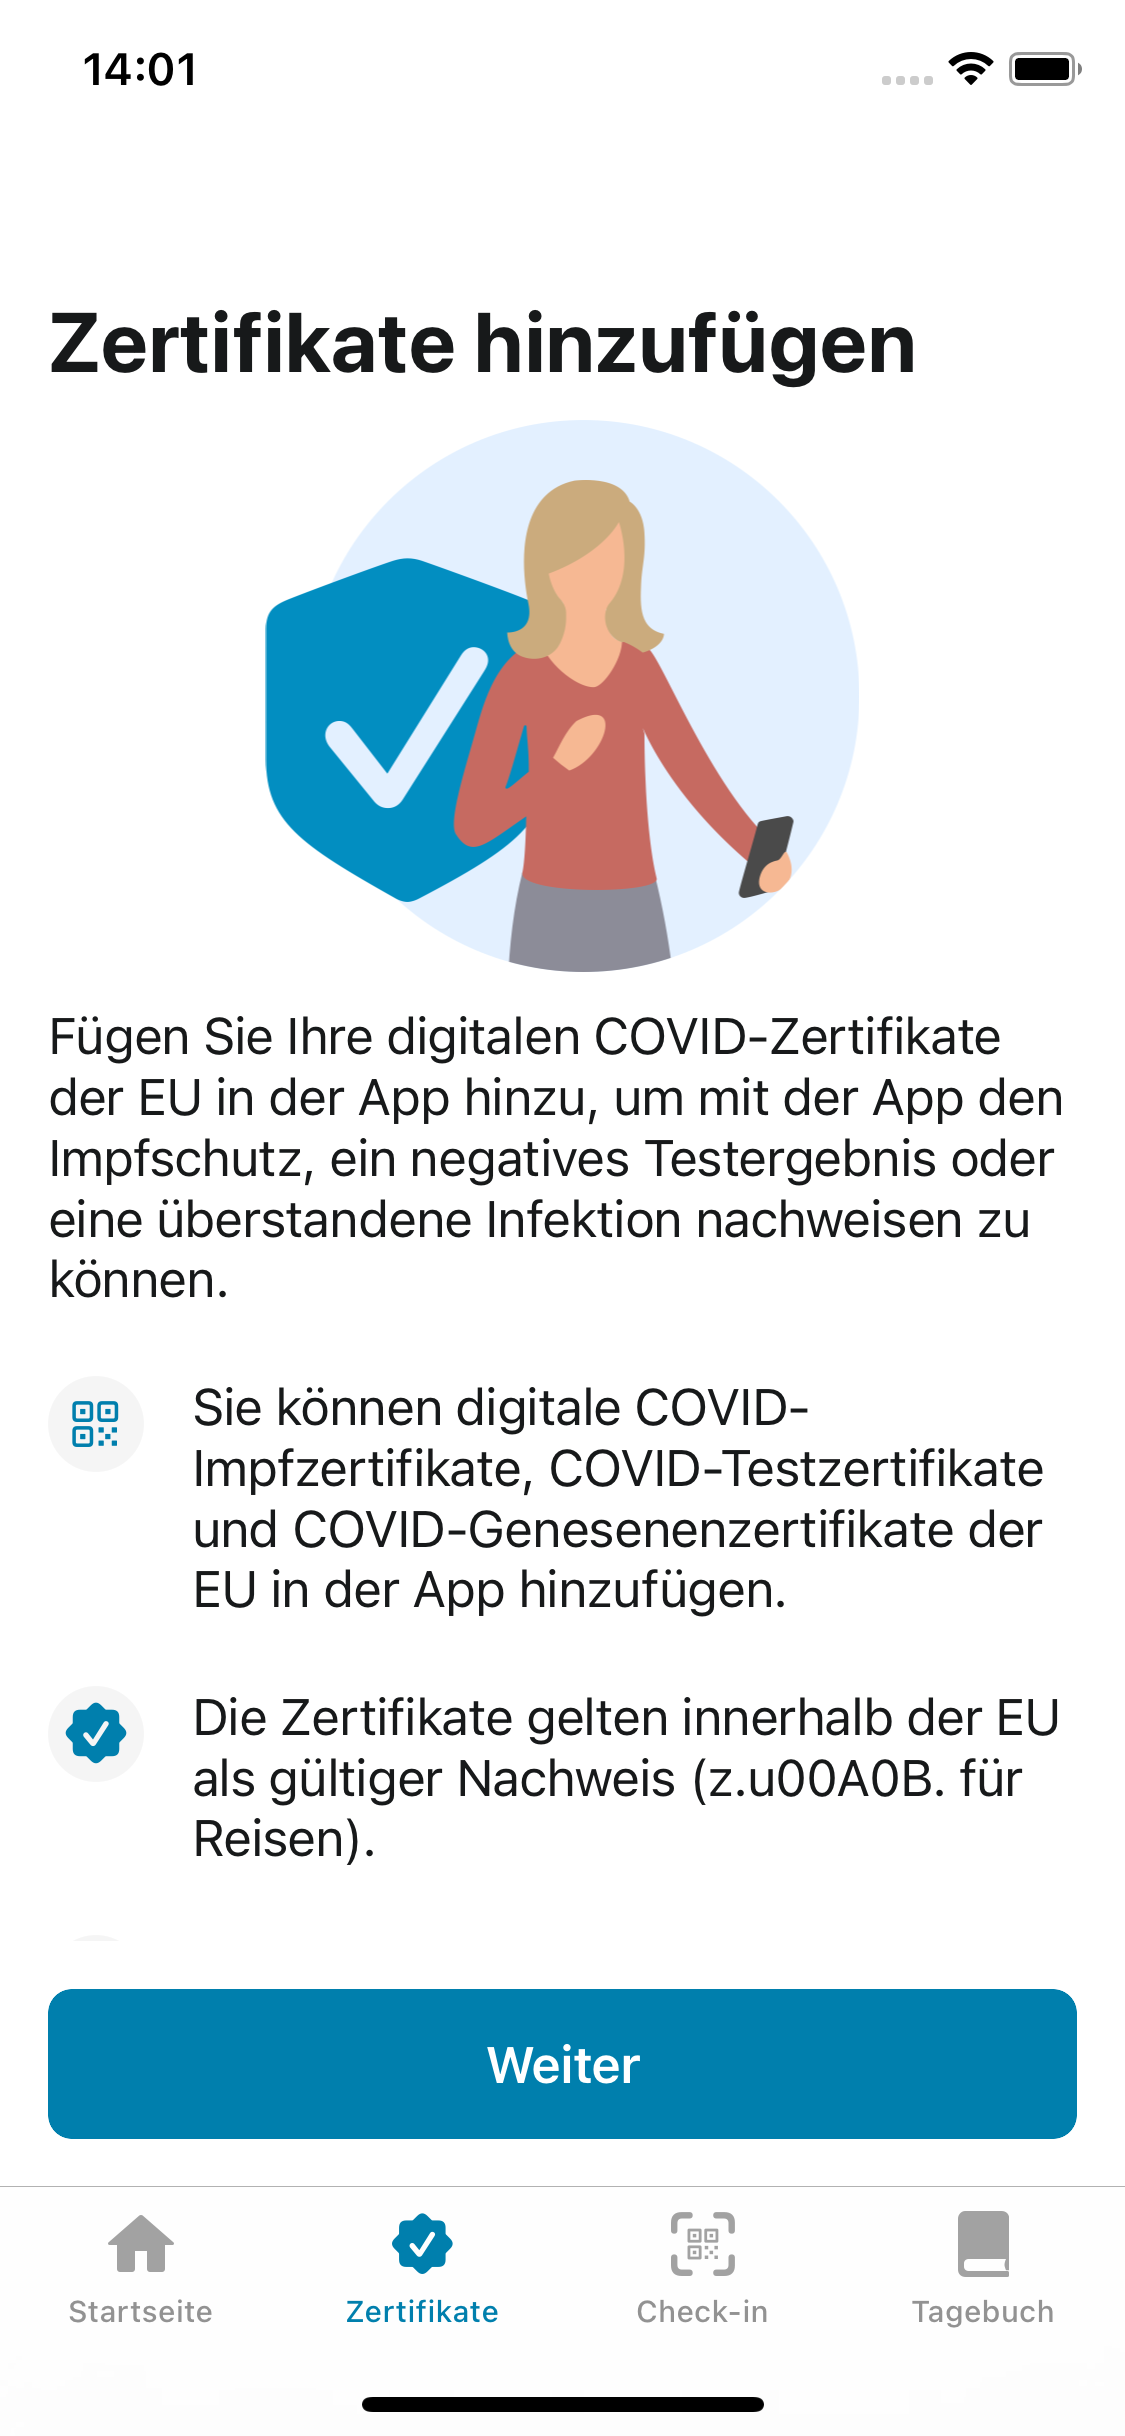 14:01
Zertifikate hinzufügen
Fügen Sie Ihre digitalen COVID-Zertifikate
der EU in der App hinzu, um mit der App den
Impfschutz, ein negatives Testergebnis oder
eine überstandene Infektion nachweisen zu
können.
Sie können digitale COVID-
Impfzertifikate, COVID-Testzertifikate
und COVID-Genesenenzertifikate der
EU in der App hinzufügen.
Die Zertifikate gelten innerhalb der EU
als gültiger Nachweis (z.u00A0B. für
Reisen).
Weiter
Startseite
Zertifikate
Check-in
Tagebuch